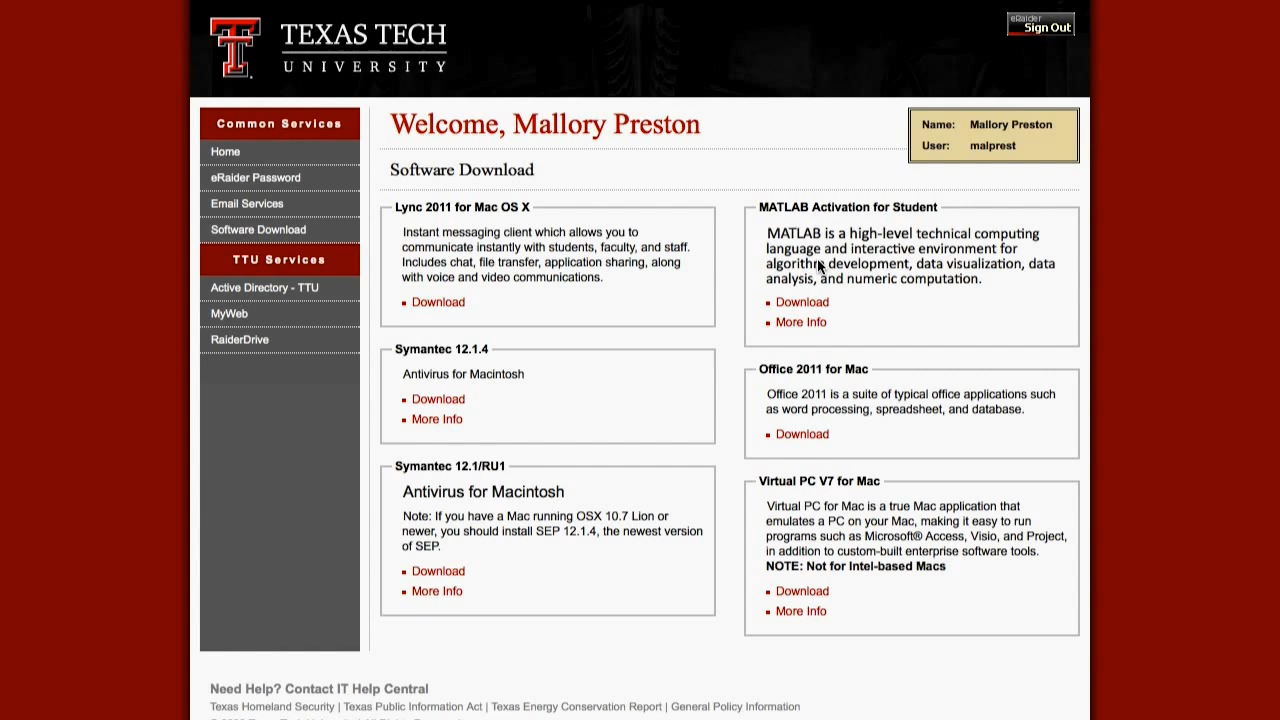 TEXAS TECH
UNIVERSITY
eRaider
Sign Out
Common Services
Home
eRaider Password
Email Services
Software Download
TTU Services
Active Directory - TTU
MyWeb
RaiderDrive
Welcome, Mallory Preston
Name: Mallory Preston
User: malprest
Software Download
Lync 2011 for Mac OS X
Instant messaging client which allows you to
communicate instantly with students, faculty, and staff.
Includes chat, file transfer, application sharing, along
with voice and video communications.
Download
Symantec 12.1.4
Antivirus for Macintosh
Download
More Info
Symantec 12.1/RU1
Antivirus for Macintosh
Note: If you have a Mac running OSX 10.7 Lion or
newer, you should install SEP 12.1.4, the newest version
of SEP.
Download
More Info
MATLAB Activation for Student
MATLAB is a high-level technical computing
language and interactive environment for
algorithm development, data visualization, data
analysis, and numeric computation.
Download
More Info
Office 2011 for Mac
Office 2011 is a suite of typical office applications such
as word processing, spreadsheet, and database.
Download
Virtual PC V7 for Mac
Virtual PC for Mac is a true Mac application that
emulates a PC on your Mac, making it easy to run
programs such as Microsoft® Access, Visio, and Project,
in addition to custom-built enterprise software tools.
NOTE: Not for Intel-based Macs
Download
More Info
Need Help? Contact IT Help Central
Texas Homeland Security | Texas Public Information Act | Texas Energy Conservation Report | General Policy Information